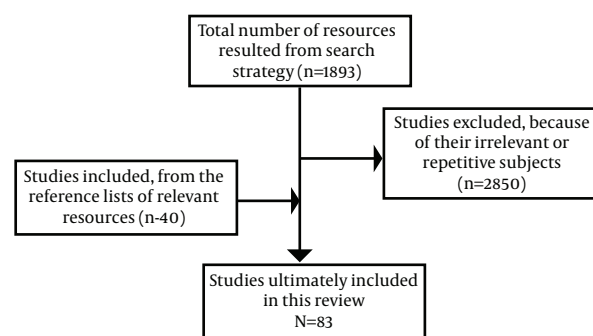 Total number of resources
resulted from search
strategy (n=1893)
Studies excluded, because
of their irrelevant or
repetitive subjects
(n=2850)
Studies included, from the
reference lists of relevant
resources (n-40)
Studies ultimately included
in this review
N=83